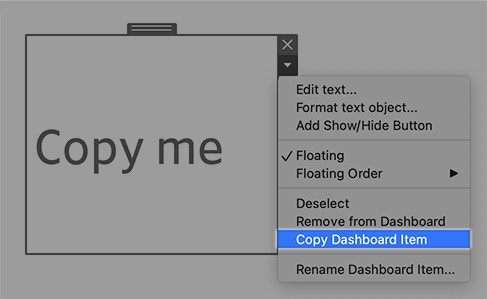 Copy me
Edit text...
Format text object...
Add Show/Hide Button
Floating
Floating Order
Deselect
Remove from Dashboard
Copy Dashboard Item
Rename Dashboard Item...